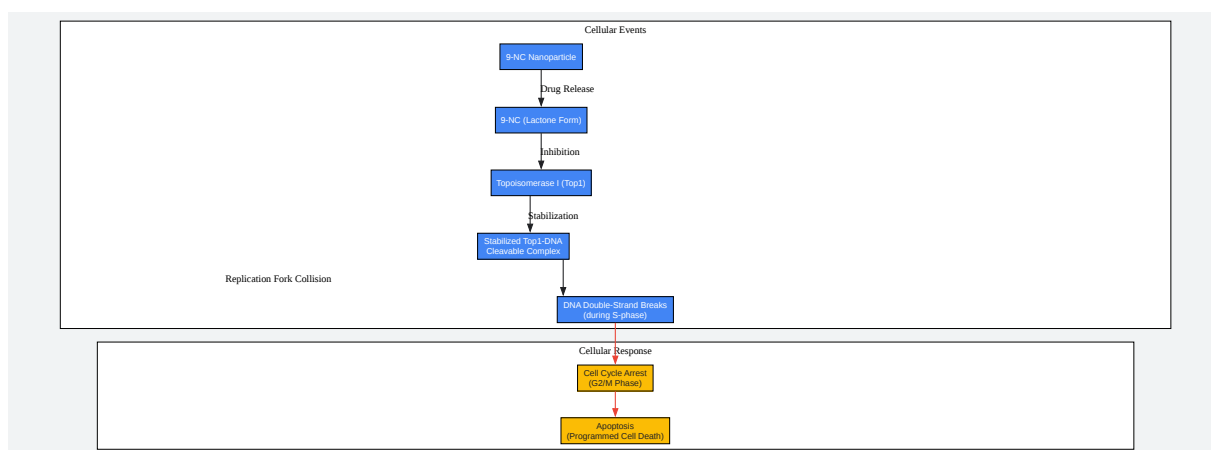 Cellular Events
9-NC Nanoparticle
Drug Release
9-NC (Lactone Form)
Inhibition
Topoisomerase I (Top1)
Stabilization
Stabilized Top1-DNA
Cleavable Complex
Replication Fork Collision
DNA Double-Strand Breaks
(during S-phase)
Cellular Response
Cell Cycle Arrest
(G2/M Phase)
Apoptosis
(Programmed Cell Death)